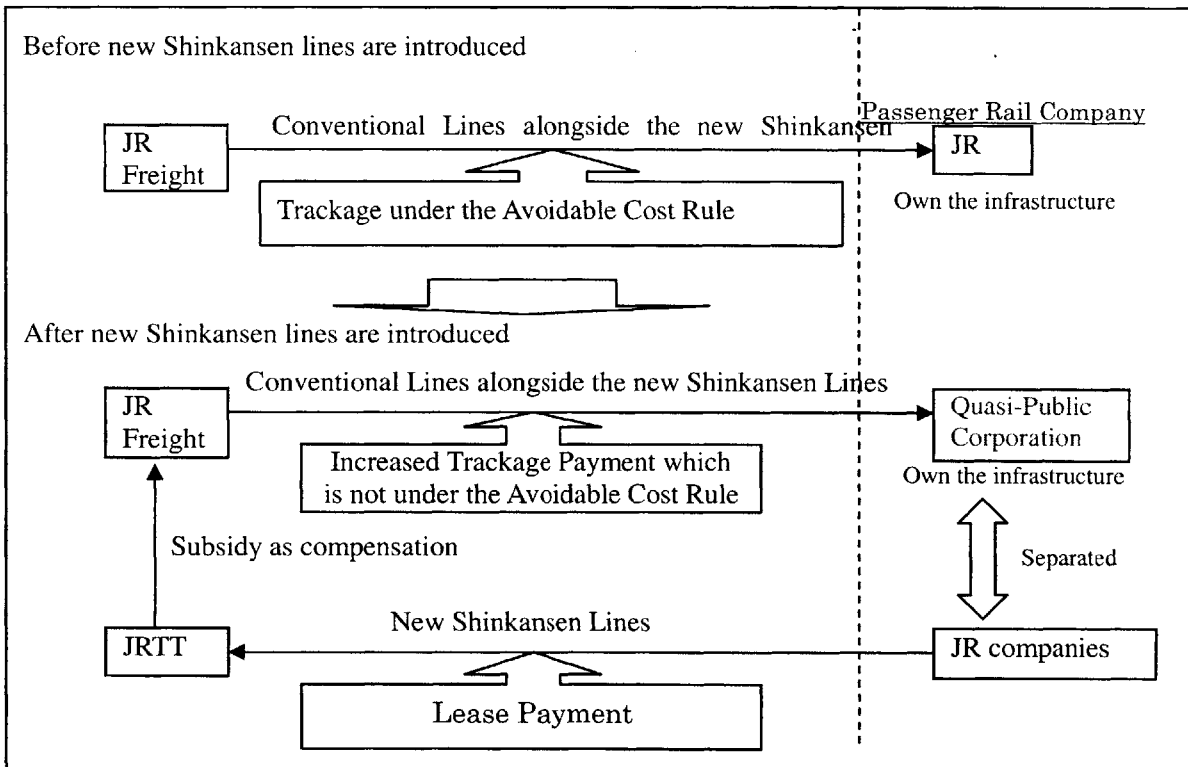 Before new Shinkansen lines are introduced
Passenger Rail Company
JR
Freight
Conventional Lines alongside the new Shinkansen
JR
Trackage under the Avoidable Cost Rule
Own the infrastructure
After new Shinkansen lines are introduced
Conventional Lines alongside the new Shinkansen Lines
JR
Freight
Quasi-Public
Corporation
Increased Trackage Payment which
is not under the Avoidable Cost Rule
Own the infrastructure
Subsidy as compensation
Separated
New Shinkansen Lines
JRTT
JR companies
Lease Payment